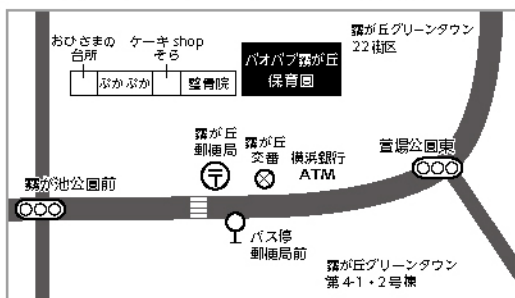 霧が丘グリーンタウン
22街区
おひさまの
台所
ケーキ shop
そら
ぷか ぷか
整骨院
バオバブ霧が丘
保育園
霧が丘
郵便局
霧が丘
交番
横浜銀行
ATM
萱場公園東
霧が池公園前
バス停
郵便局前
霧が丘グリーンタウン
第4-1・2号棟